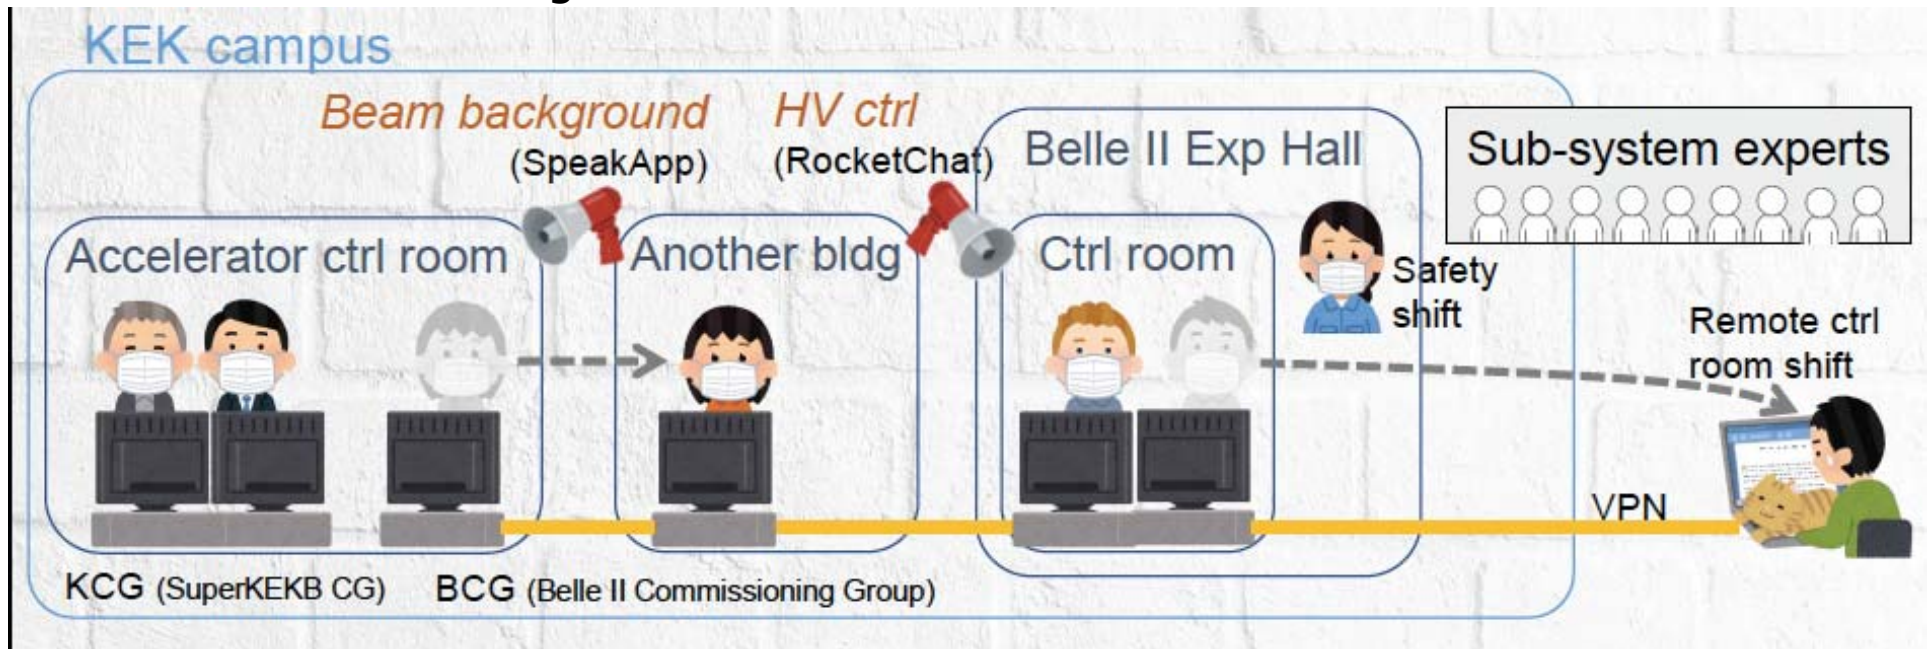 KEK campus
Beam background
(SpeakApp)
HV ctrl
(RocketChat)
Belle II Exp Hall
Sub-system experts
Accelerator ctrl room
Another bldg
Ctrl room
Safety
shift
Remote ctrl
room shift
VPN
KCG (SuperKEKB CG)
BCG (Belle II Commissioning Group)